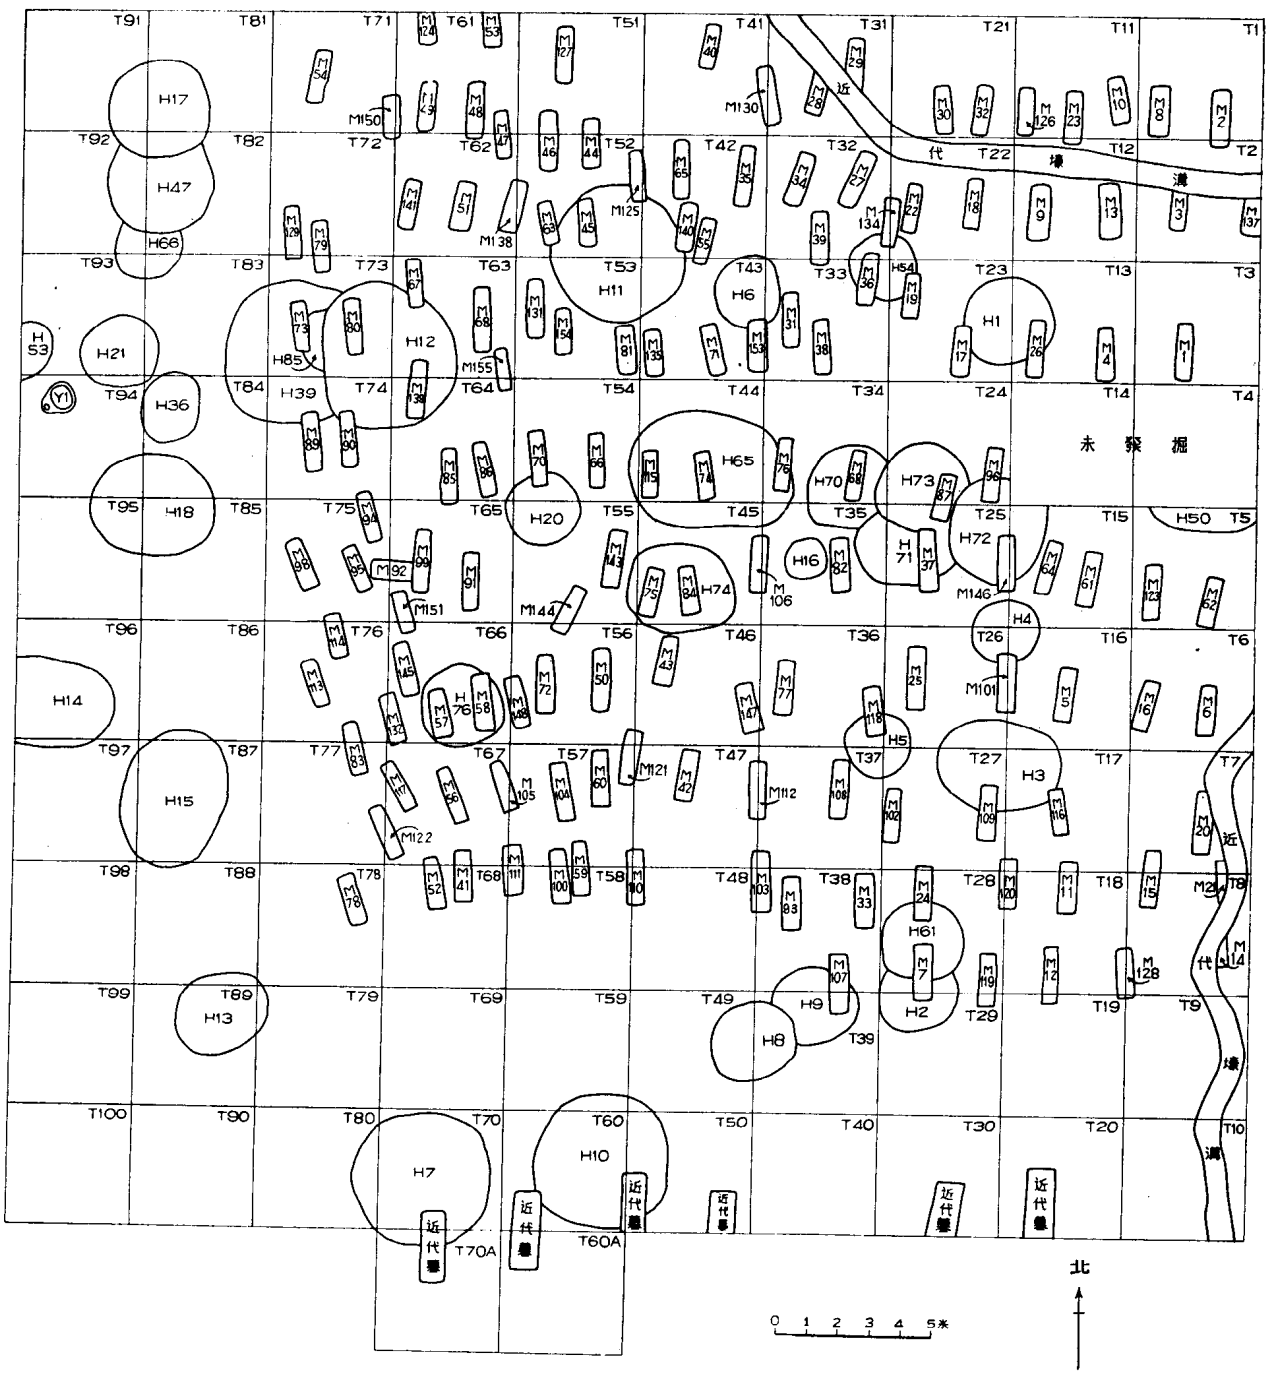 T91 T81 T71 M124 T61 M53 T51 T41 T31 T21 T11 T1
M54 M127 M40 M29 近
H17 M150 M49 M48 M47 M130 M28 M30 M32 M126 M23 M10 M8 M2
T92 T82 T72 T62 M46 M44 T52 T42 T32 代 T22 壕 T12 溝 T2
H47 M141 M51 M138 M125 M65 M35 M34 M27 M134 M22 M18 M9 M13 M3 M137
H66 M129 M79 M63 M45 M140 M55 M39
T93 T83 T73 T63 T53 T43 T33 H54 T23 T13 T3
M67 H11 H6 M36 M19
H53 H21 M73 M80 H12 M68 M131 M154 M81 M135 M71 M153 M31 M38 M17 H1 M26 M4 M1
H85 M155
T94 T84 T74 T64 T54 T44 T34 T24 T14 T4
Y1 H36 H39 M139
M89 M90 M85 M86 M70 M66 M115 M74 H65 M76 H70 M68 H73 M87 M96 未發掘
T95 H18 T85 T75 T65 T55 T45 T35 T25 T15 H50 T5
M94 H20 H72
M98 M95 M92 M99 M91 M143 M75 M84 H74 M106 H16 M82 H71 M37 M146 M64 M61 M123 M62
M151 M144
T96 T86 M114 T76 T66 T56 T46 T36 T26 H4 T16 T6
H14 M113 M145 M132 H76 M57 M58 M148 M72 M50 M43 M147 M77 M118 M25 M101 M5 M16 M6
T97 T87 T77 T67 T57 T47 T37 H5 T27 T17 T7
H15 M83 M117 M56 M105 M104 M60 M121 M42 M112 M108 M102 M109 H3 M116 M20 近
M122
T98 T88 T78 T68 T58 T48 T38 T28 T18 T8
M78 M52 M41 M111 M100 M59 M110 M103 M93 M33 M24 M120 M11 M15 M21
H61 代 M14
M107 M7 M119 M12 M128
T99 T89 T79 T69 T59 T49 H9 H2 T29 T19 T9
H13 H8 T39 壕
T100 T90 T80 T70 T60 T50 T40 T30 T20 T10
H7 H10 溝
近代墓 近代墓 近代墓 近代墓 近代墓 近代墓
T70A T60A
北
0 1 2 3 4 5米